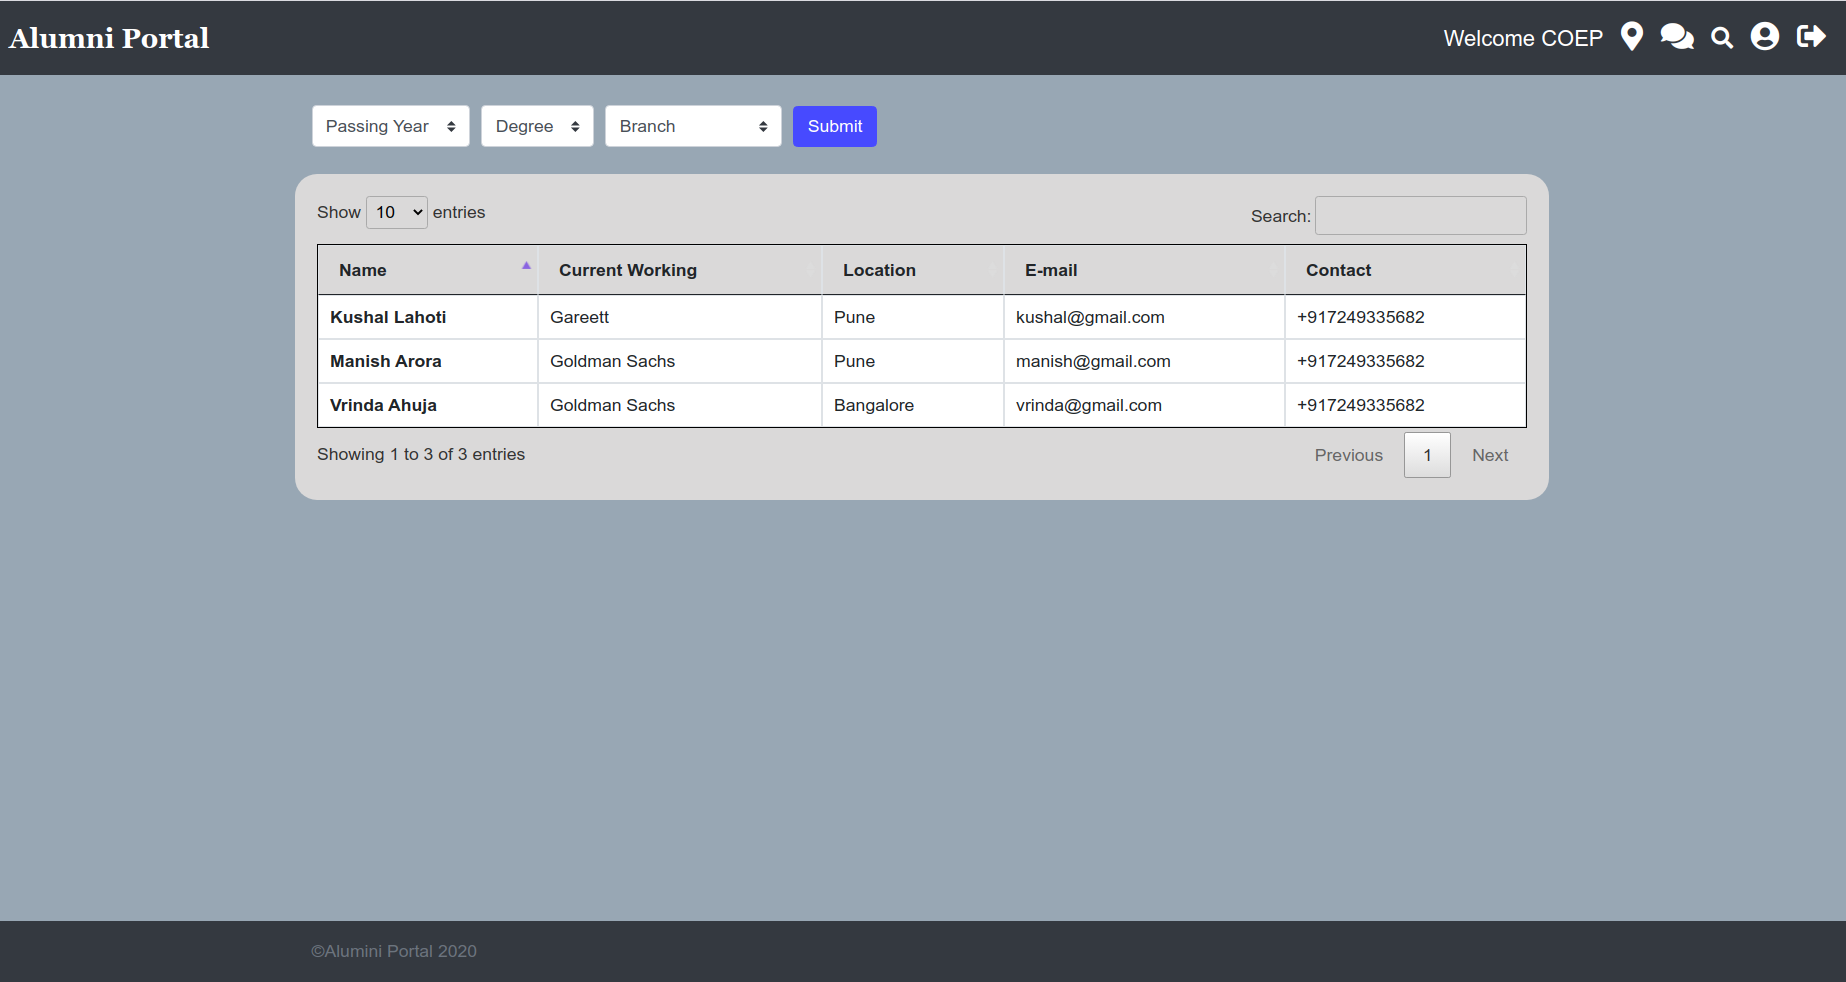 Alumni Portal
Welcome COEP
Passing Year Degree Branch Submit
Show 10 entries Search:
Name Current Working Location E-mail Contact
Kushal Lahoti Gareett Pune kushal@gmail.com +917249335682
Manish Arora Goldman Sachs Pune manish@gmail.com +917249335682
Vrinda Ahuja Goldman Sachs Bangalore vrinda@gmail.com +917249335682
Showing 1 to 3 of 3 entries Previous 1 Next
©Alumini Portal 2020